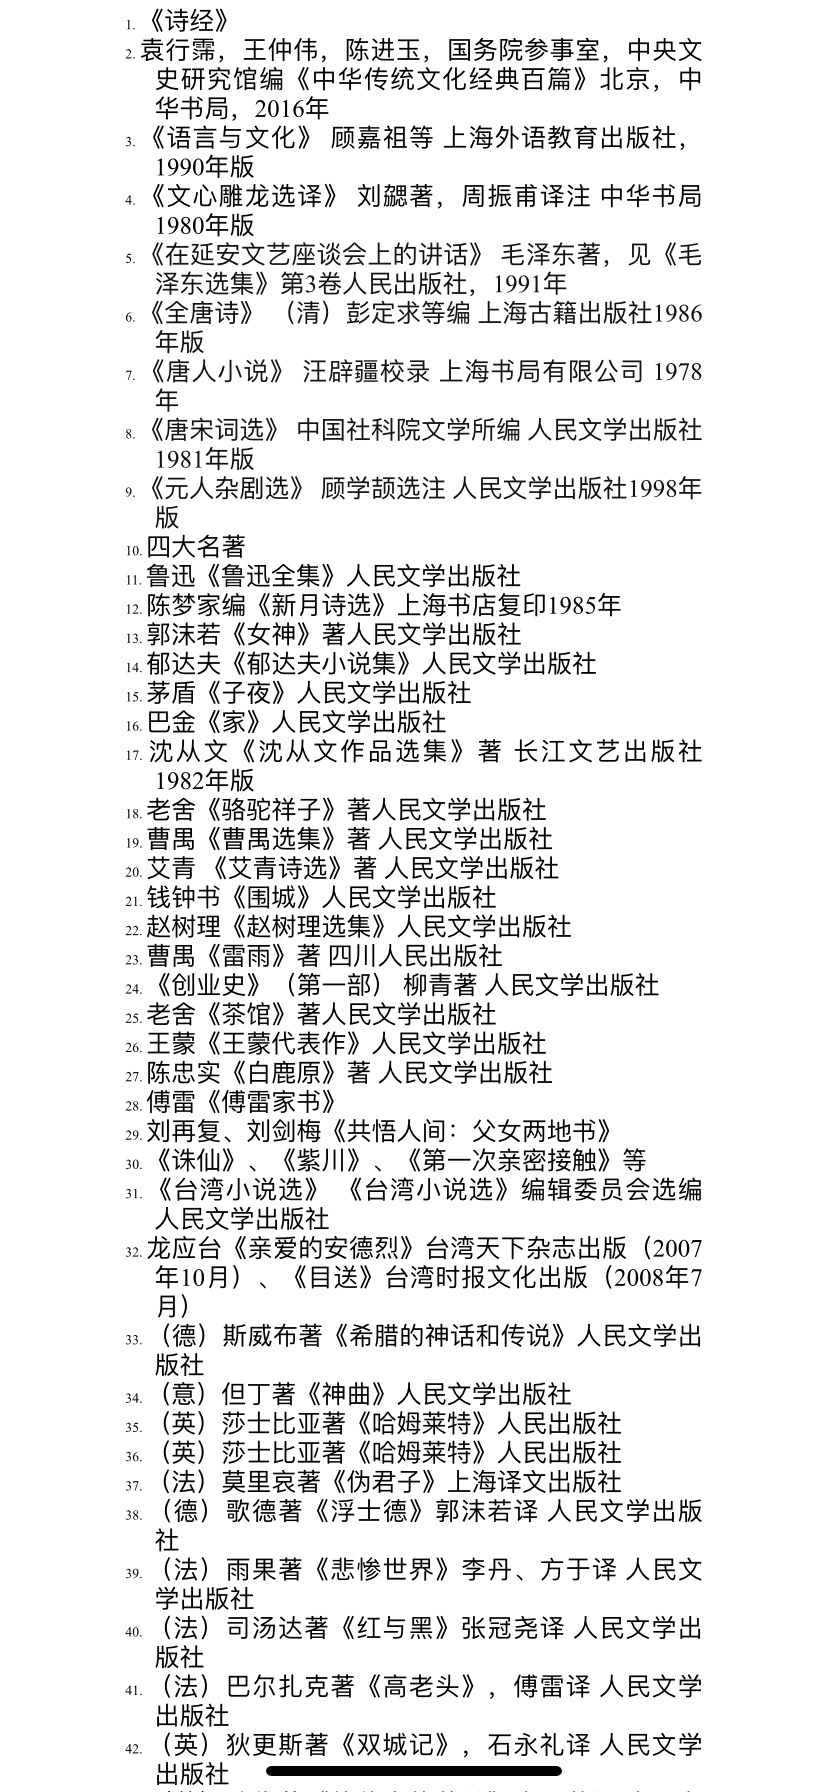 1. 《诗经》
2. 袁行霈，王仲伟，陈进玉，国务院参事室，中央文
史研究馆编《中华传统文化经典百篇》北京，中
华书局，2016年
3. 《语言与文化》 顾嘉祖等 上海外语教育出版社，
1990年版
4. 《文心雕龙选译》 刘勰著，周振甫译注 中华书局
1980年版
5. 《在延安文艺座谈会上的讲话》 毛泽东著，见《毛
泽东选集》第3卷人民出版社，1991年
6. 《全唐诗》 （清）彭定求等编 上海古籍出版社1986
年版
7. 《唐人小说》 汪辟疆校录 上海书局有限公司 1978
年
8. 《唐宋词选》 中国社科院文学所编 人民文学出版社
1981年版
9. 《元人杂剧选》 顾学颉选注 人民文学出版社1998年
版
10. 四大名著
11. 鲁迅《鲁迅全集》人民文学出版社
12. 陈梦家编《新月诗选》上海书店复印1985年
13. 郭沫若《女神》著人民文学出版社
14. 郁达夫《郁达夫小说集》人民文学出版社
15. 茅盾《子夜》人民文学出版社
16. 巴金《家》人民文学出版社
17. 沈从文《沈从文作品选集》著 长江文艺出版社
1982年版
18. 老舍《骆驼祥子》著人民文学出版社
19. 曹禺《曹禺选集》著 人民文学出版社
20. 艾青 《艾青诗选》著 人民文学出版社
21. 钱钟书《围城》人民文学出版社
22. 赵树理《赵树理选集》人民文学出版社
23. 曹禺《雷雨》著 四川人民出版社
24. 《创业史》（第一部） 柳青著 人民文学出版社
25. 老舍《茶馆》著人民文学出版社
26. 王蒙《王蒙代表作》人民文学出版社
27. 陈忠实《白鹿原》著 人民文学出版社
28. 傅雷《傅雷家书》
29. 刘再复、刘剑梅《共悟人间：父女两地书》
30. 《诛仙》、《紫川》、《第一次亲密接触》等
31. 《台湾小说选》 《台湾小说选》编辑委员会选编
人民文学出版社
32. 龙应台《亲爱的安德烈》台湾天下杂志出版（2007
年10月）、《目送》台湾时报文化出版（2008年7
月）
33. （德）斯威布著《希腊的神话和传说》人民文学出
版社
34. （意）但丁著《神曲》人民文学出版社
35. （英）莎士比亚著《哈姆莱特》人民出版社
36. （英）莎士比亚著《哈姆莱特》人民出版社
37. （法）莫里哀著《伪君子》上海译文出版社
38. （德）歌德著《浮士德》郭沫若译 人民文学出版
社
39. （法）雨果著《悲惨世界》李丹、方于译 人民文
学出版社
40. （法）司汤达著《红与黑》张冠尧译 人民文学出
版社
41. （法）巴尔扎克著《高老头》，傅雷译 人民文学
出版社
42. （英）狄更斯著《双城记》，石永礼译 人民文学
出版社